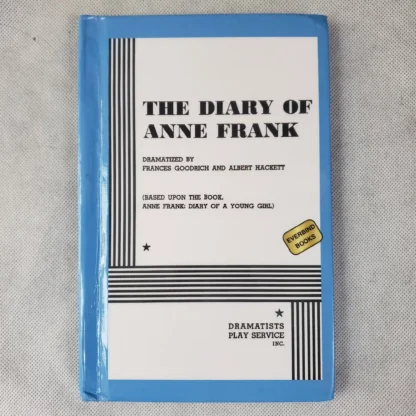 THE DIARY OF
ANNE FRANK
DRAMATIZED BY
FRANCES GOODRICH AND ALBERT HACKETT
(BASED UPON THE BOOK,
ANNE FRANK: DIARY OF A YOUNG GIRL)
EVERBIND
BOOKS
DRAMATISTS
PLAY SERVICE
INC.